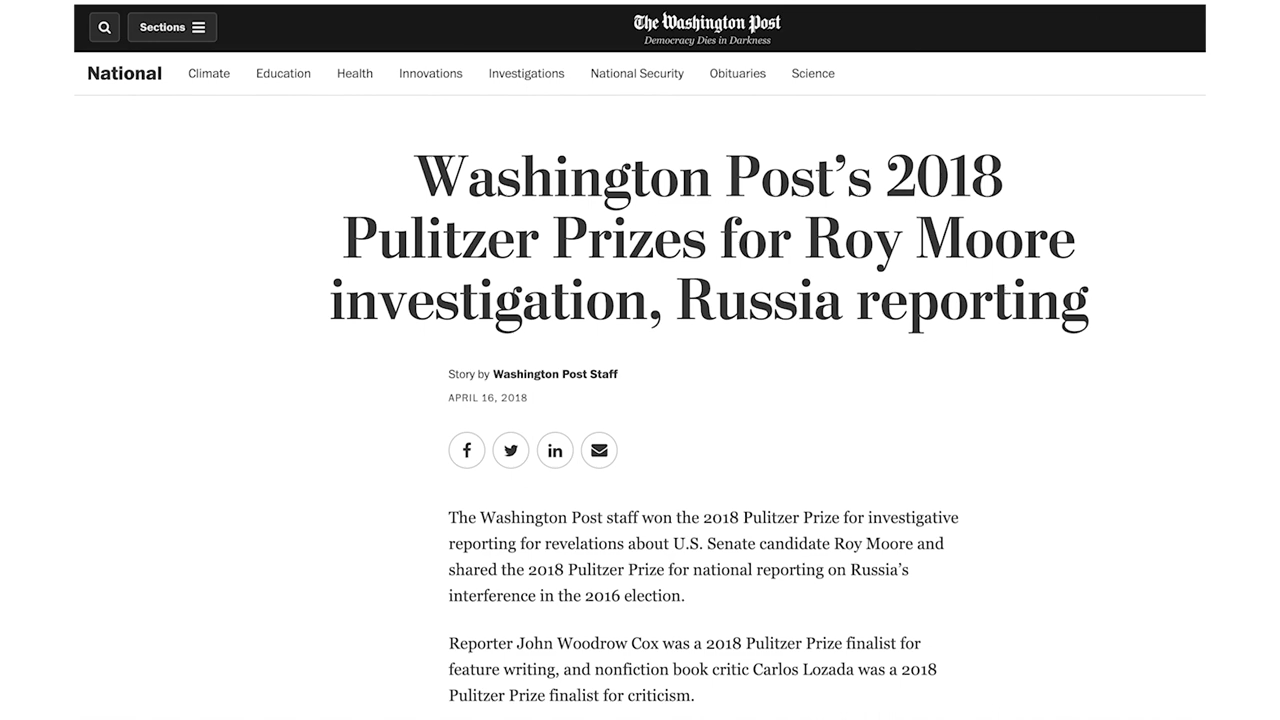 Sections
The Washington Post
Democracy Dies in Darkness
National Climate Education Health Innovations Investigations National Security Obituaries Science
Washington Post’s 2018
Pulitzer Prizes for Roy Moore
investigation, Russia reporting
Story by Washington Post Staff
APRIL 16, 2018
The Washington Post staff won the 2018 Pulitzer Prize for investigative
reporting for revelations about U.S. Senate candidate Roy Moore and
shared the 2018 Pulitzer Prize for national reporting on Russia’s
interference in the 2016 election.
Reporter John Woodrow Cox was a 2018 Pulitzer Prize finalist for
feature writing, and nonfiction book critic Carlos Lozada was a 2018
Pulitzer Prize finalist for criticism.